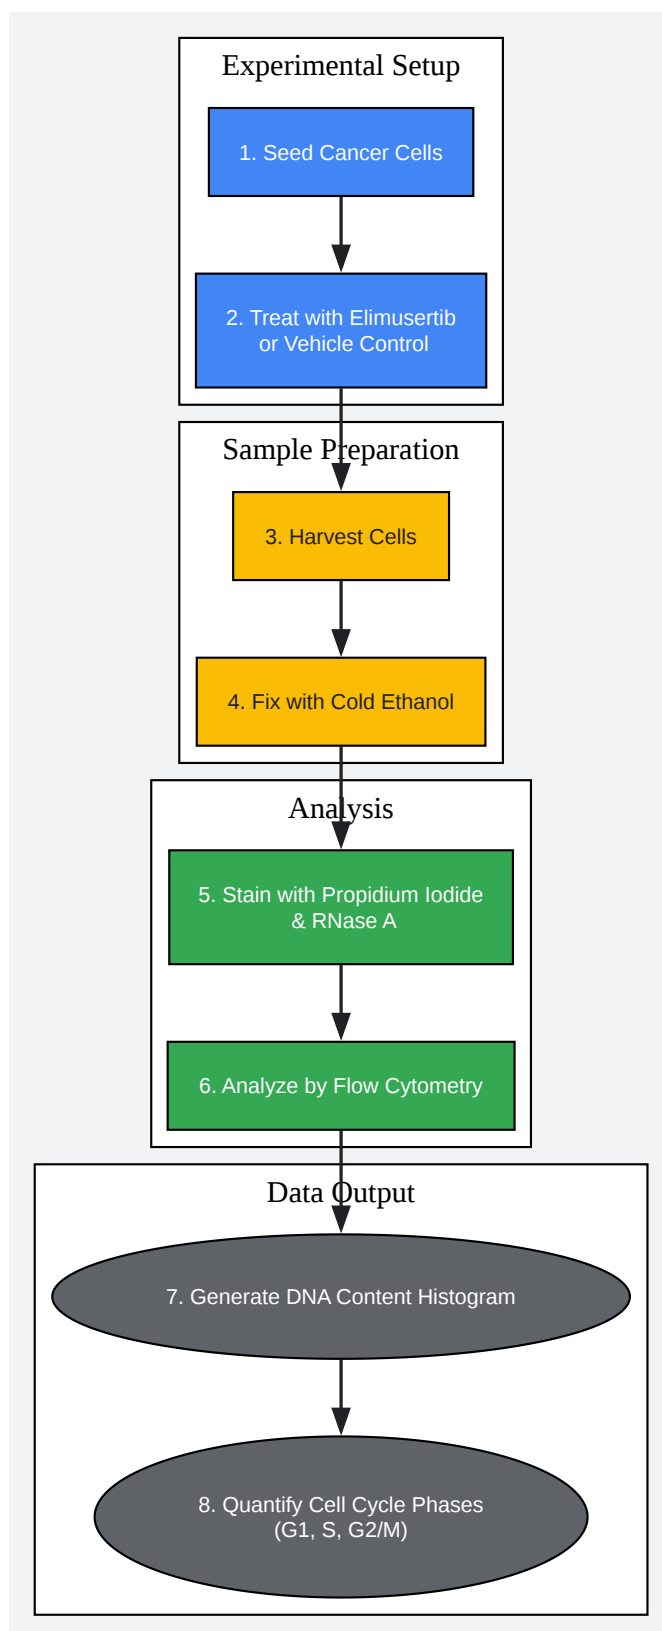 Experimental Setup
1. Seed Cancer Cells
2. Treat with Elimusertib
or Vehicle Control
Sample Preparation
3. Harvest Cells
4. Fix with Cold Ethanol
Analysis
5. Stain with Propidium Iodide
& RNase A
6. Analyze by Flow Cytometry
Data Output
7. Generate DNA Content Histogram
8. Quantify Cell Cycle Phases
(G1, S, G2/M)